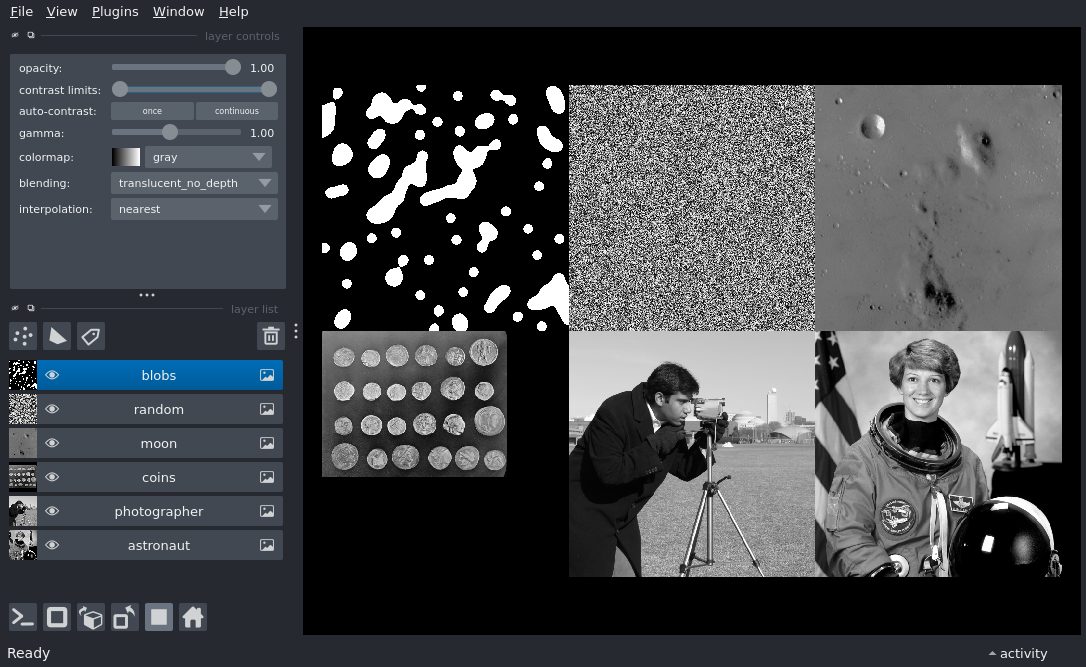 File View Plugins Window Help
layer controls
opacity: 1.00
contrast limits:
auto-contrast: once continuous
gamma: 1.00
colormap: gray
blending: translucent_no_depth
interpolation: nearest
layer list
blobs
random
moon
coins
photographer
astronaut
Ready
activity